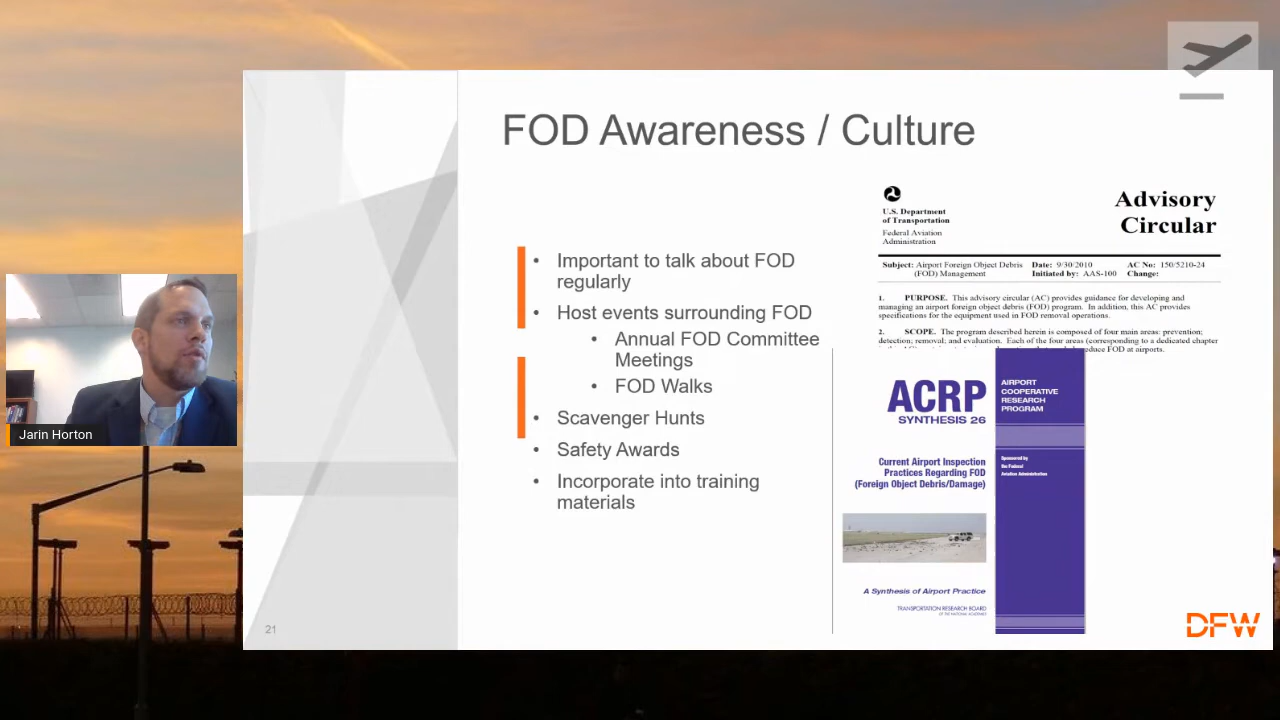 FOD Awareness / Culture
• Important to talk about FOD
regularly
• Host events surrounding FOD
• Annual FOD Committee
Meetings
• FOD Walks
• Scavenger Hunts
• Safety Awards
• Incorporate into training
materials
U.S. Department
of Transportation
Federal Aviation
Administration
Advisory
Circular
Subject: Airport Foreign Object Debris
(FOD) Management
Date: 9/30/2010
Initiated by: AAS-100
AC No: 150/5210-24
Change:
1. PURPOSE. This advisory circular (AC) provides guidance for developing and
managing an airport foreign object debris (FOD) program. In addition, this AC provides
specifications for the equipment used in FOD removal operations.
2. SCOPE. The program described herein is composed of four main areas: prevention;
detection; removal; and evaluation. Each of the four areas (corresponding to a dedicated chapter
reduce FOD at airports.
ACRP
SYNTHESIS 26
AIRPORT
COOPERATIVE
RESEARCH
PROGRAM
Sponsored by
the Federal
Aviation Administration
Current Airport Inspection
Practices Regarding FOD
(Foreign Object Debris/Damage)
A Synthesis of Airport Practice
TRANSPORTATION RESEARCH BOARD
OF THE NATIONAL ACADEMIES
21
DFW
Jarin Horton